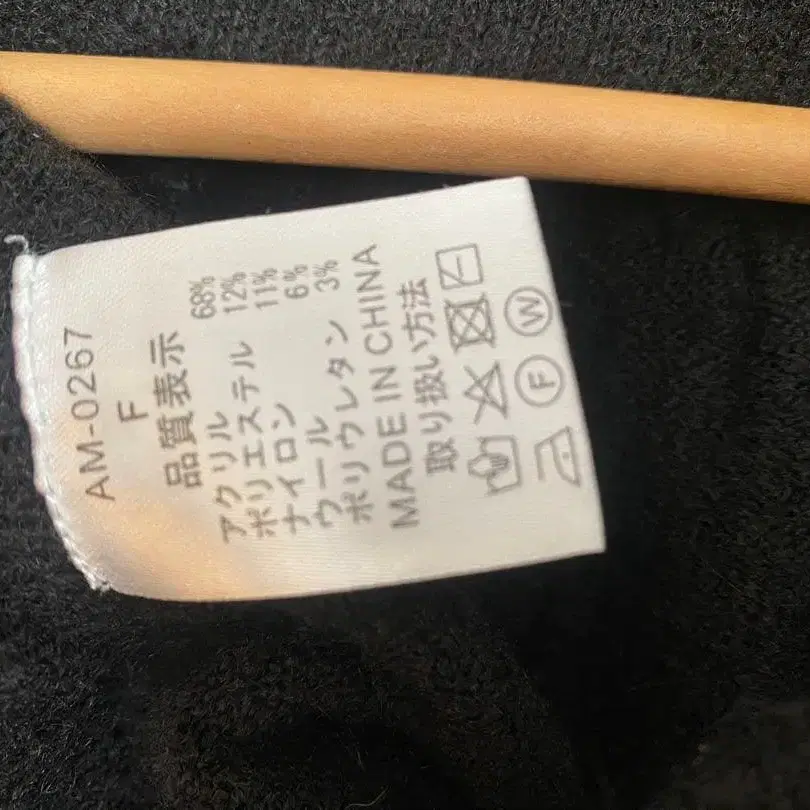 AM-0267
F
品質表示
アクリル 68%
ポリエステル 12%
ナイロン 11%
ウール 6%
ポリウレタン 3%
MADE IN CHINA
取り扱い方法
F W